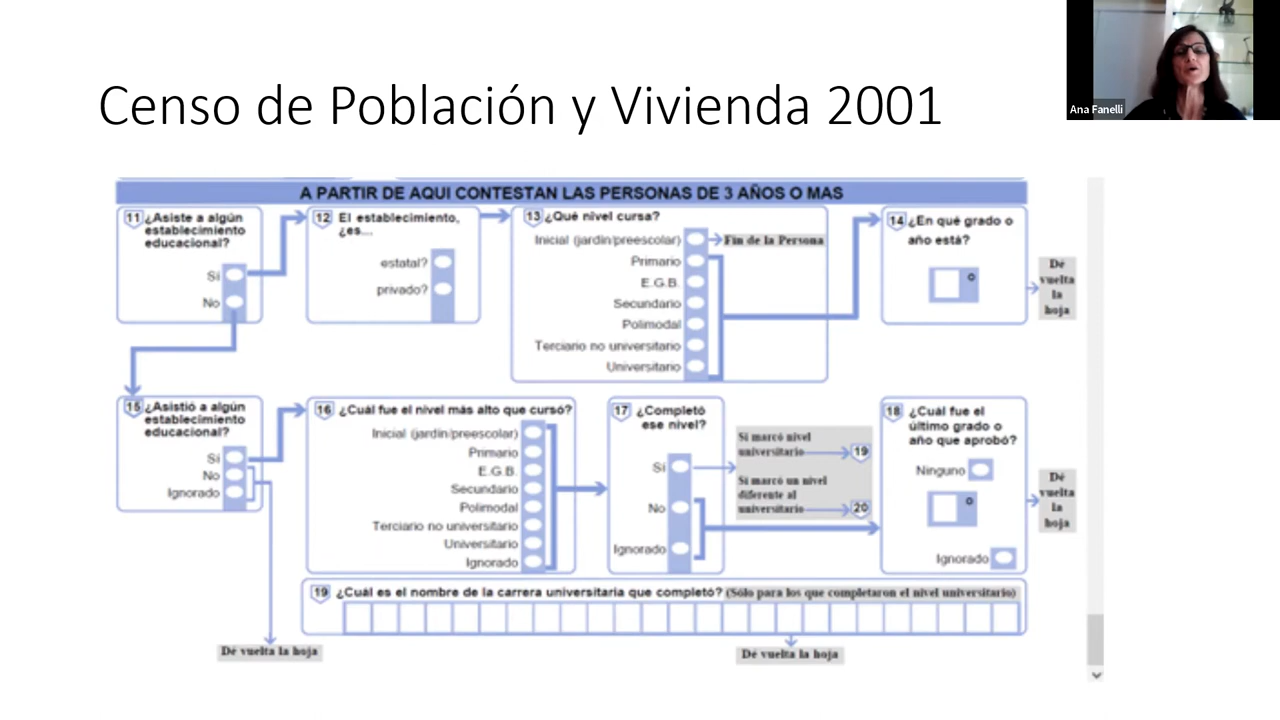 Censo de Población y Vivienda 2001
Ana Fanelli
A PARTIR DE AQUI CONTESTAN LAS PERSONAS DE 3 AÑOS O MAS
11 ¿Asiste a algún
establecimiento
educacional?
Sí
No
12 El establecimiento,
¿es...
estatal?
privado?
13 ¿Qué nivel cursa?
Inicial (jardín/preescolar)
Fin de la Persona
Primario
E.G.B.
Secundario
Polimodal
Terciario no universitario
Universitario
14 ¿En qué grado o
año está?
o
De
vuelta
la
hoja
15 ¿Asistió a algún
establecimiento
educacional?
Sí
No
Ignorado
16 ¿Cuál fue el nivel más alto que cursó?
Inicial (jardín/preescolar)
Primario
E.G.B.
Secundario
Polimodal
Terciario no universitario
Universitario
Ignorado
17 ¿Completó
ese nivel?
Sí
No
Ignorado
Si marcó nivel
universitario 19
Si marcó un nivel
diferente al
universitario 20
18 ¿Cuál fue el
último grado o
año que aprobó?
Ninguno
o
Ignorado
De
vuelta
la
hoja
19 ¿Cuál es el nombre de la carrera universitaria que completó? (Sólo para los que completaron el nivel universitario)
De vuelta la hoja
De vuelta la hoja